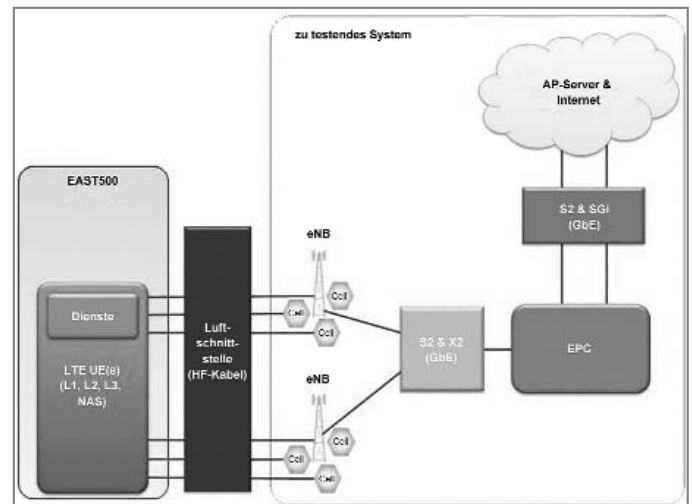 zu testendes System
AP-Server &
Internet
EAST500
S2 & SGi
(GbE)
eNB
Cell
Cell
Cell
Dienste
Luft-
schnitt-
stelle
(HF-Kabel)
S2 & X2
(GbE)
EPC
LTE UE(s)
(L1, L2, L3,
NAS)
eNB
Cell
Cell
Cell